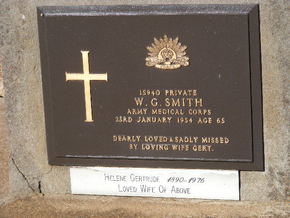 15940 PRIVATE
W. G. SMITH
ARMY MEDICAL CORPS
23RD JANUARY 1954 AGE 65
DEARLY LOVED & SADLY MISSED
BY LOVING WIFE GERT.
HELENE GERTRUDE 1890-1976
LOVED WIFE OF ABOVE